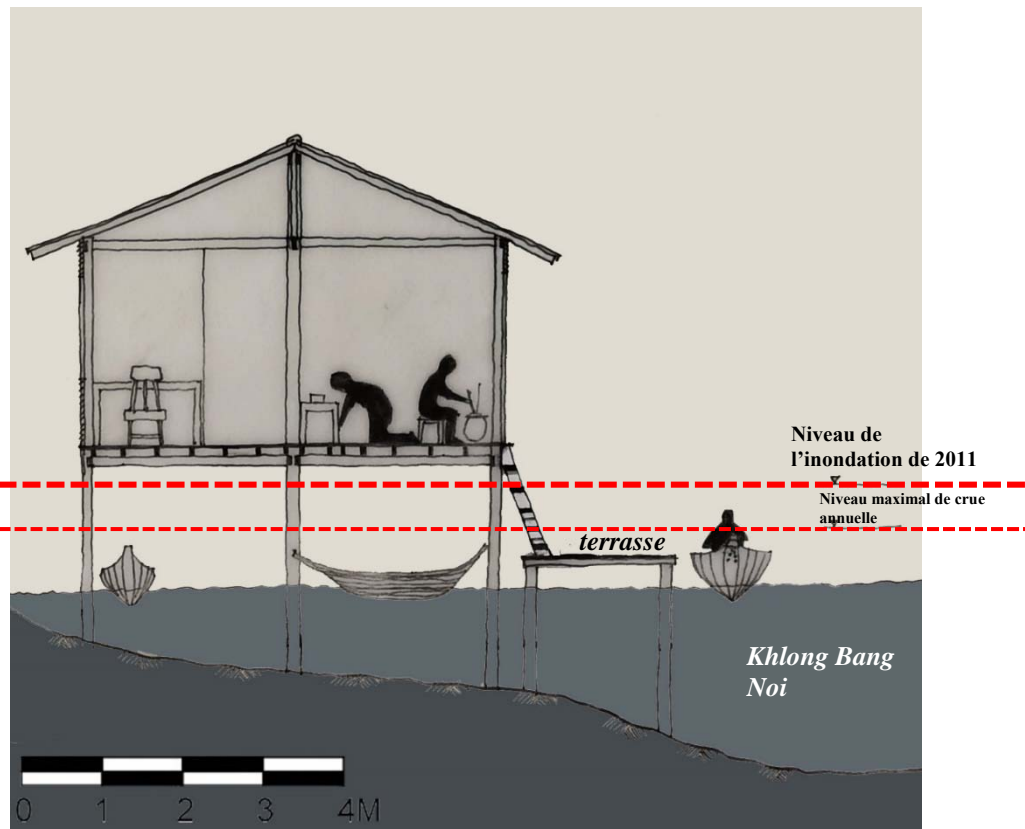 Niveau de
l’inondation de 2011
Niveau maximal de crue
annuelle
terrasse
Khlong Bang
Noi
0 1 2 3 4M